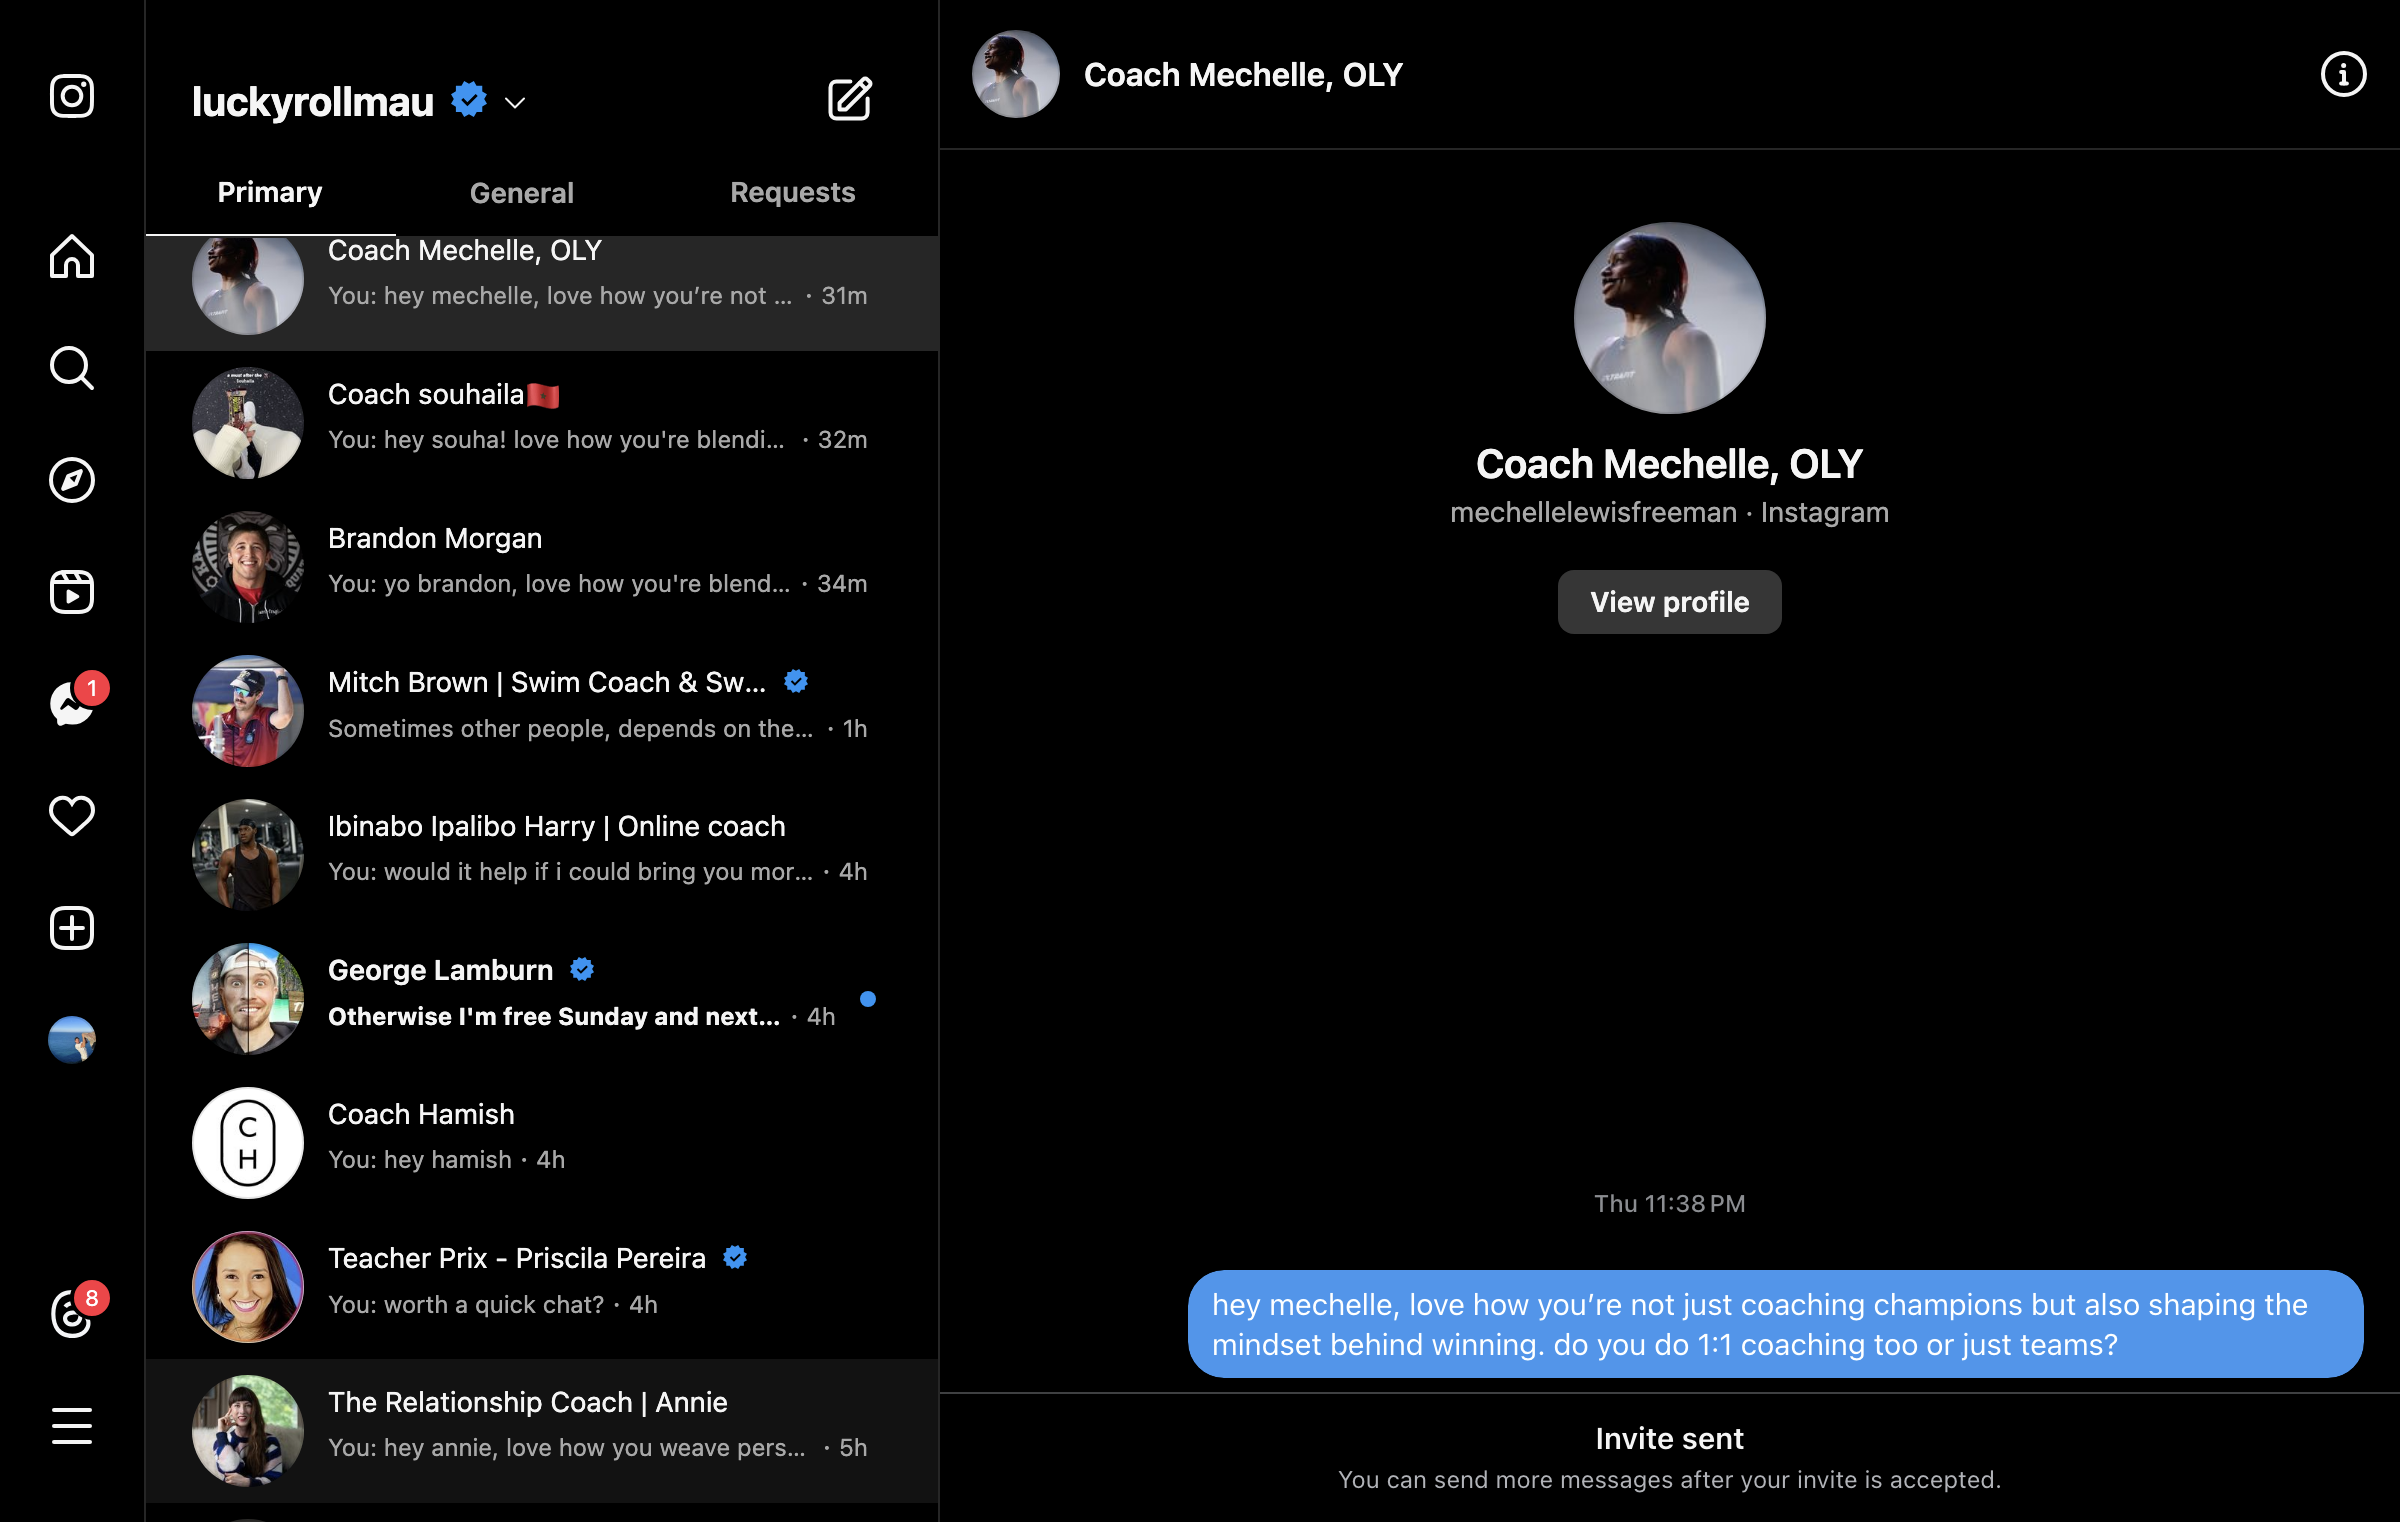 luckyrollmau
Primary
General
Requests
Coach Mechelle, OLY
You: hey mechelle, love how you’re not ... · 31m
Coach souhaila🇲🇦
You: hey souha! love how you're blendi... · 32m
Brandon Morgan
You: yo brandon, love how you're blend... · 34m
Mitch Brown | Swim Coach & Sw...
Sometimes other people, depends on the... · 1h
Ibinabo Ipalibo Harry | Online coach
You: would it help if i could bring you mor... · 4h
George Lamburn
Otherwise I'm free Sunday and next... · 4h
C
H
Coach Hamish
You: hey hamish · 4h
Teacher Prix - Priscila Pereira
You: worth a quick chat? · 4h
The Relationship Coach | Annie
You: hey annie, love how you weave pers... · 5h
1
8
Coach Mechelle, OLY
Coach Mechelle, OLY
mechellelewisfreeman · Instagram
View profile
Thu 11:38 PM
hey mechelle, love how you’re not just coaching champions but also shaping the
mindset behind winning. do you do 1:1 coaching too or just teams?
Invite sent
You can send more messages after your invite is accepted.